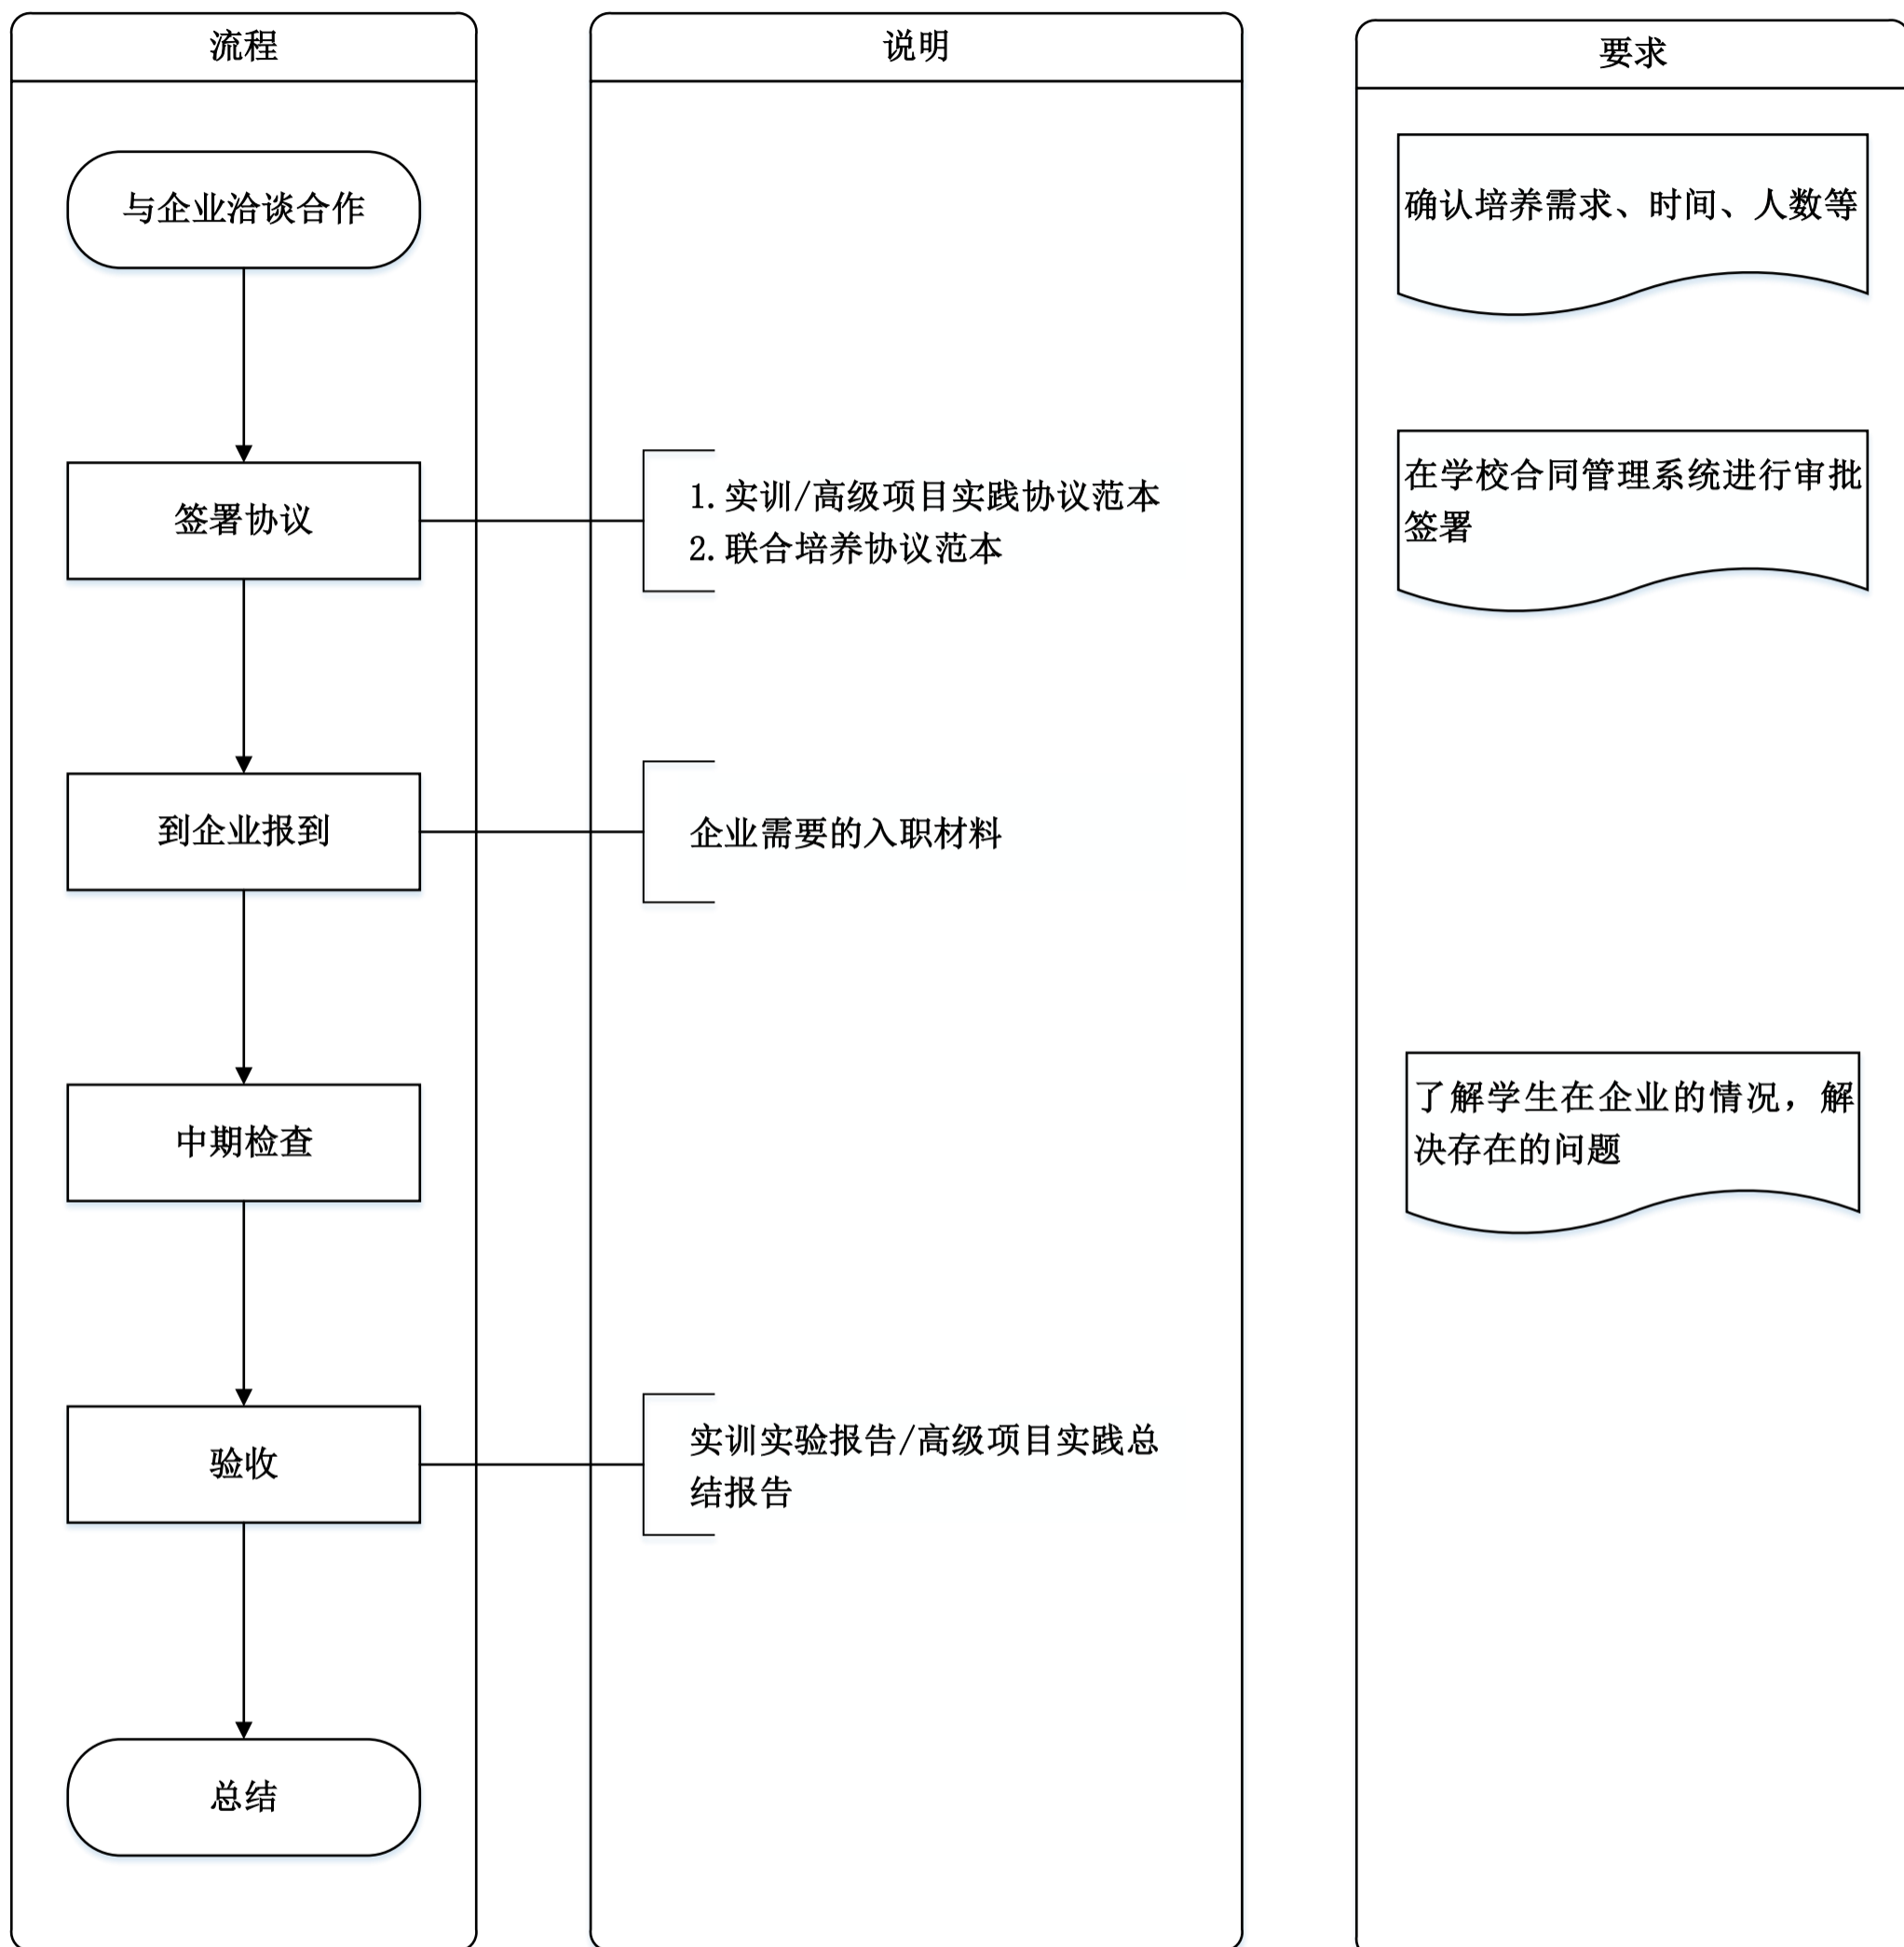 流程
说明
要求
与企业洽谈合作
确认培养需求、时间、人数等
签署协议
1.实训/高级项目实践协议范本
2.联合培养协议范本
在学校合同管理系统进行审批
签署
到企业报到
企业需要的入职材料
中期检查
了解学生在企业的情况，解
决存在的问题
验收
实训实验报告/高级项目实践总
结报告
总结